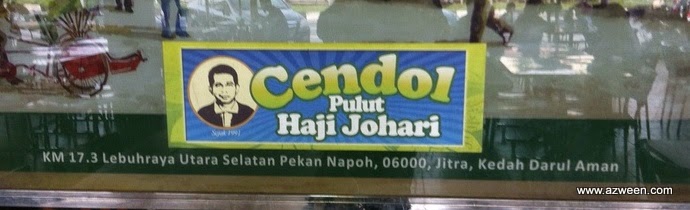 Cendol
Pulut
Haji Johari
Sejak 1992
KM 17.3 Lebuhraya Utara Selatan Pekan Napoh, 06000, Jitra, Kedah Darul Aman
www.azween.com